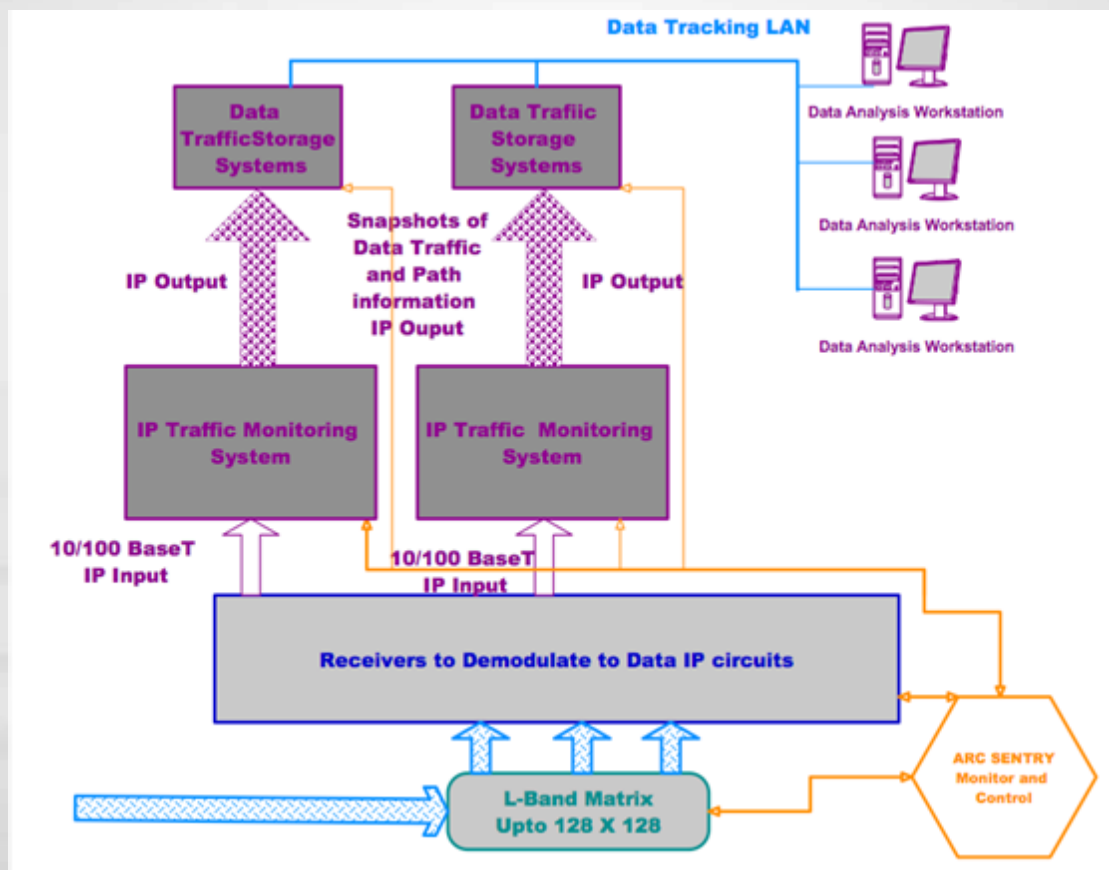 Data Tracking LAN
Data
TrafficStorage
Systems
Data Trafiic
Storage
Systems
Data Analysis Workstation
Data Analysis Workstation
Data Analysis Workstation
IP Output
Snapshots of
Data Traffic
and Path
information
IP Ouput
IP Output
IP Traffic Monitoring
System
IP Traffic Monitoring
System
10/100 BaseT
IP Input
10/100 BaseT
IP Input
Receivers to Demodulate to Data IP circuits
ARC SENTRY
Monitor and
Control
L-Band Matrix
Upto 128 X 128